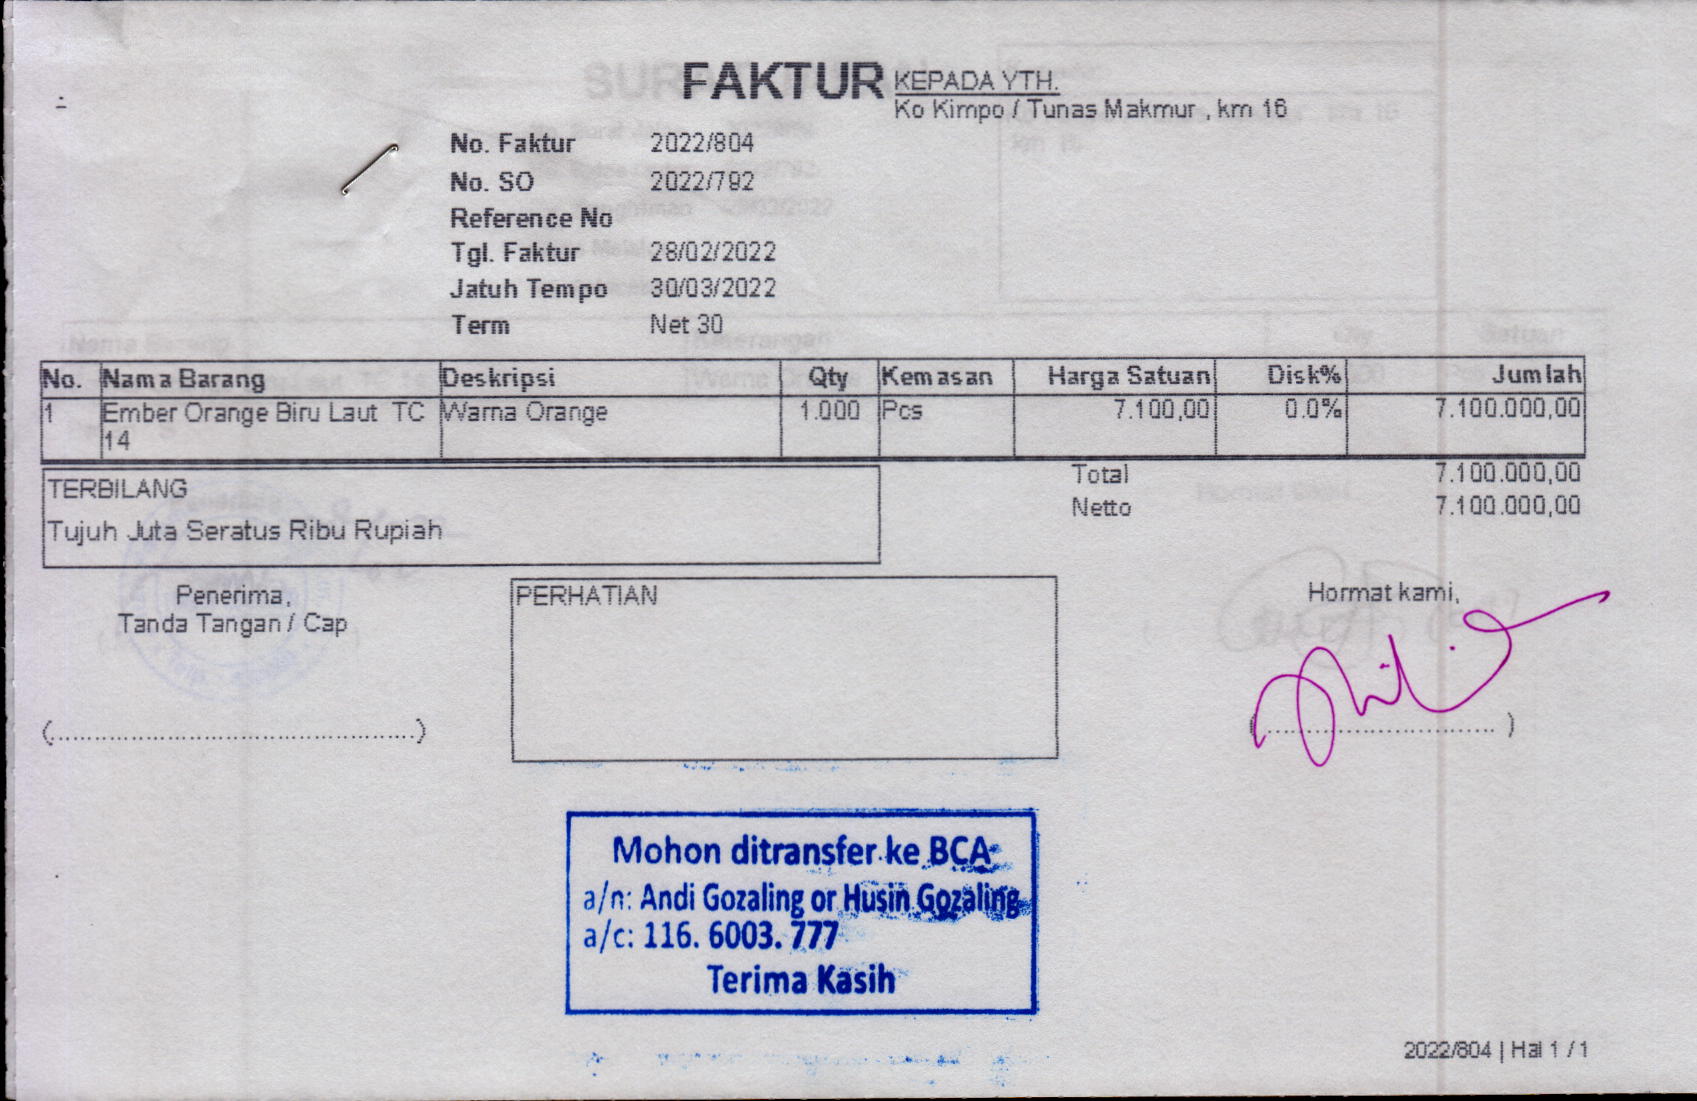 FAKTUR
KEPADA YTH.
Ko Kimpo / Tunas Makmur , km 16
No. Faktur 2022/804
No. SO 2022/792
Reference No
Tgl. Faktur 28/02/2022
Jatuh Tempo 30/03/2022
Term Net 30
No. Nama Barang Deskripsi Qty Kemasan Harga Satuan Disk% Jumlah
1 Ember Orange Biru Laut TC 14 Warna Orange 1.000 Pcs 7.100,00 0.0% 7.100.000,00
Total 7.100.000,00
Netto 7.100.000,00
TERBILANG
Tujuh Juta Seratus Ribu Rupiah
Penerima,
Tanda Tangan / Cap
(..............................................)
PERHATIAN
Hormat kami,
(.............................. )
Mohon ditransfer ke BCA
a/n: Andi Gozaling or Husin Gozaling
a/c: 116. 6003. 777
Terima Kasih
2022/804 | Hal 1 / 1